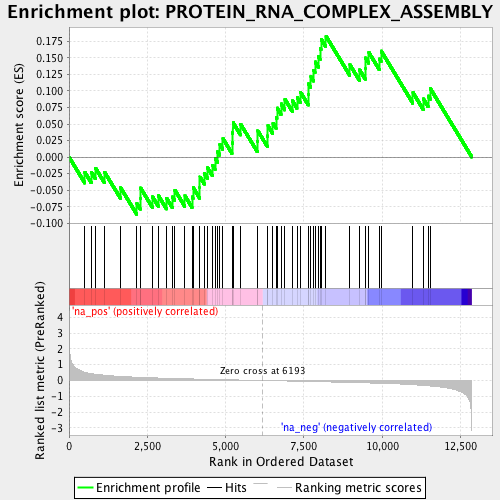 Enrichment plot: PROTEIN_RNA_COMPLEX_ASSEMBLY
Enrichment score (ES)
0.175
0.150
0.125
0.100
0.075
0.050
0.025
0.000
-0.025
-0.050
-0.075
-0.100
'na_pos' (positively correlated)
Ranked list metric (PreRanked)
4
3
2
1
0
-1
-2
-3
Zero cross at 6193
'na_neg' (negatively correlated)
0 2,500 5,000 7,500 10,000 12,500
Rank in Ordered Dataset
Enrichment profile Hits Ranking metric scores